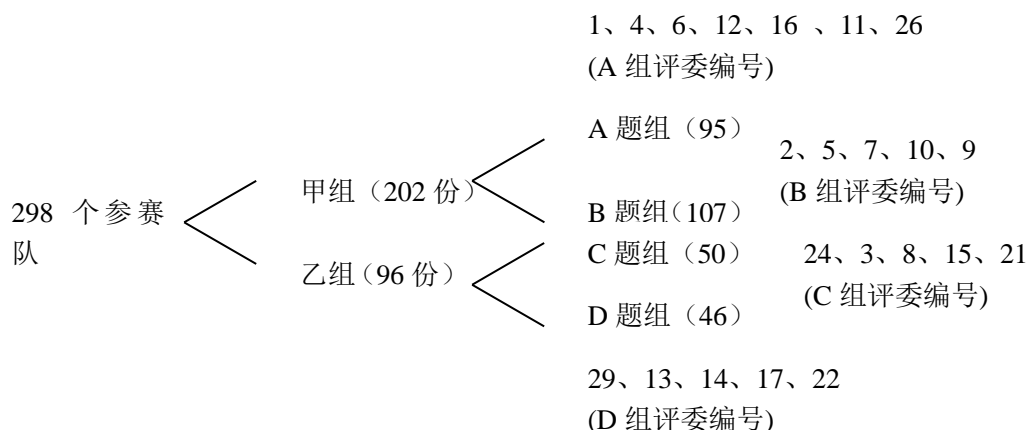 1、4、6、12、16 、11、26
(A 组评委编号)
A 题组（95）
2、5、7、10、9
(B 组评委编号)
甲组（202 份）
298 个参赛
队
B 题组（107）
C 题组（50）
24、3、8、15、21
(C 组评委编号)
乙组（96 份）
D 题组（46）
29、13、14、17、22
(D 组评委编号)